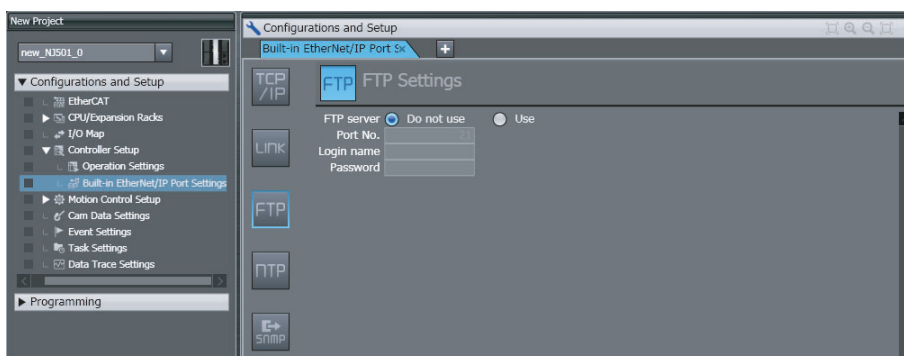 New Project
new_NJ501_0
Configurations and Setup
EtherCAT
CPU/Expansion Racks
I/O Map
Controller Setup
Operation Settings
Built-in EtherNet/IP Port Settings
Motion Control Setup
Cam Data Settings
Event Settings
Task Settings
Data Trace Settings
Programming
Configurations and Setup
Built-in EtherNet/IP Port S
TCP
/IP
LINK
FTP
NTP
SNMP
FTP FTP Settings
FTP server Do not use Use
Port No. 21
Login name
Password